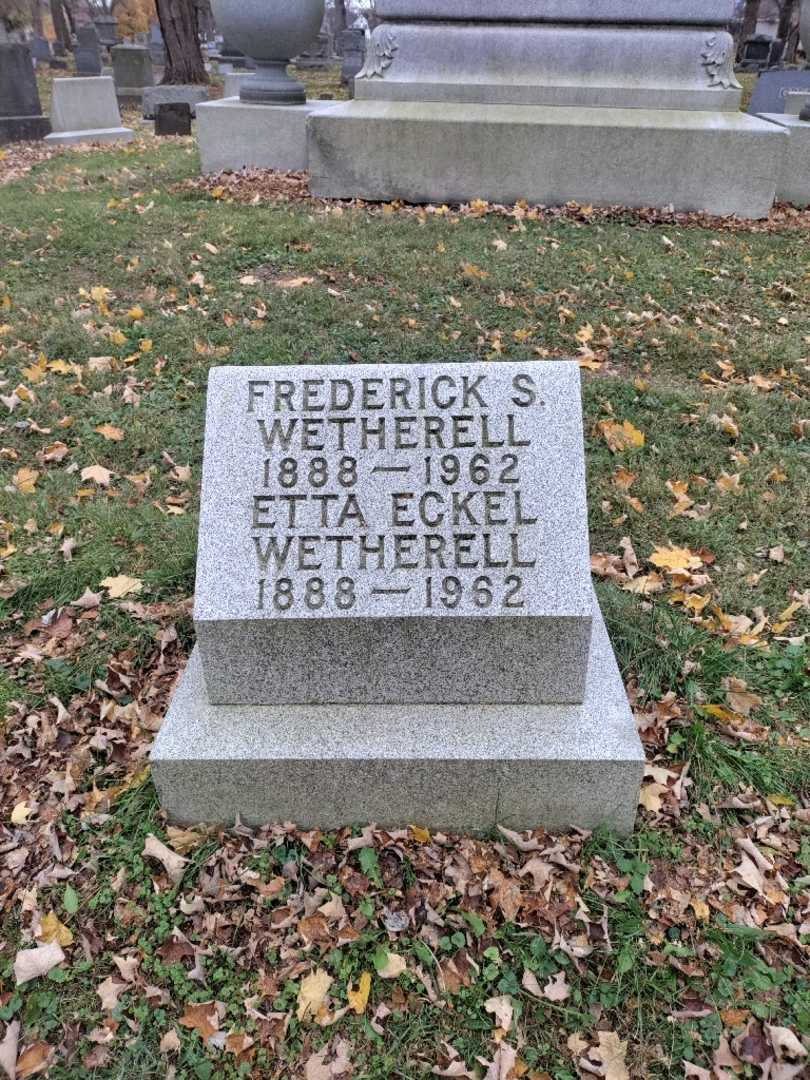 FREDERICK S.
WETHERELL
1888 — 1962
ETTA ECKEL
WETHERELL
1888 — 1962